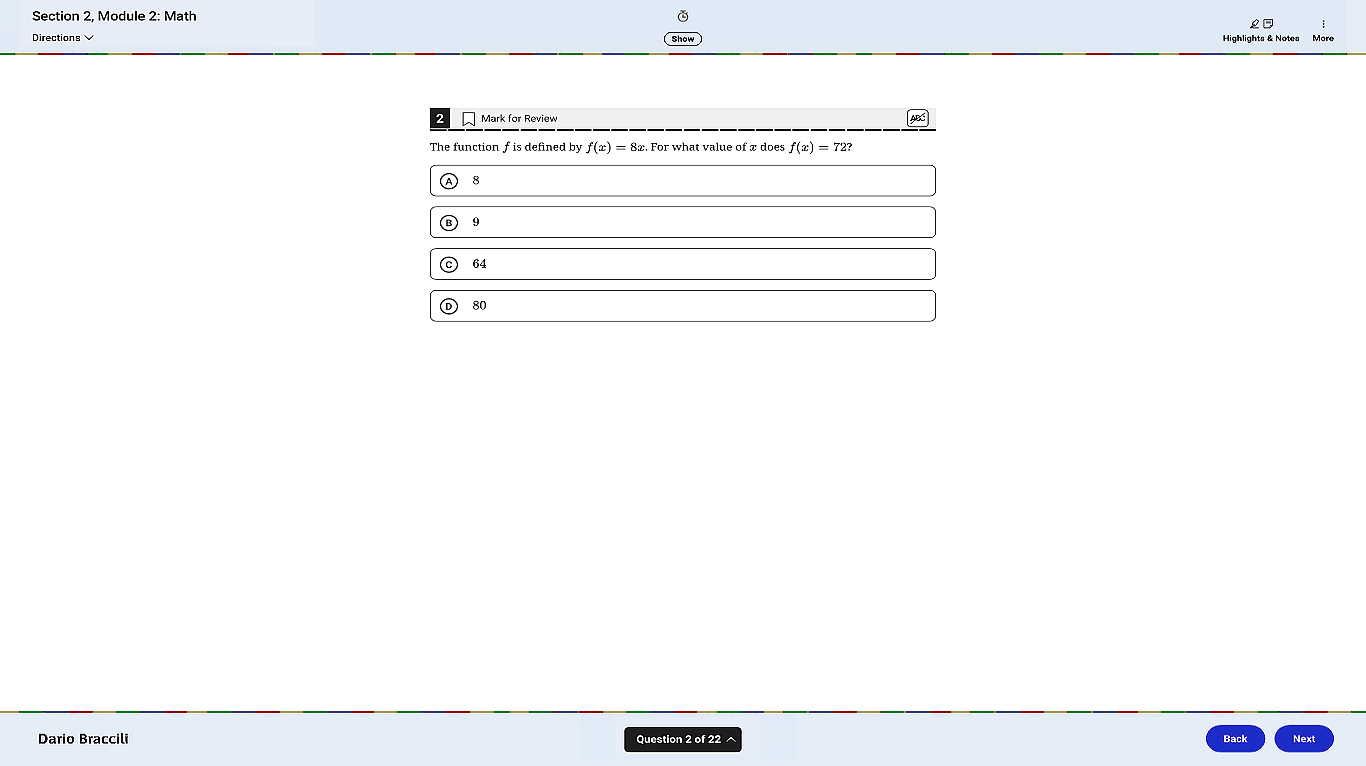 Section 2, Module 2: Math
Directions
Show
Highlights & Notes
More
2
Mark for Review
ABC
The function f is defined by f(x) = 8x. For what value of x does f(x) = 72?
A 8
B 9
C 64
D 80
Dario Braccili
Question 2 of 22
Back
Next